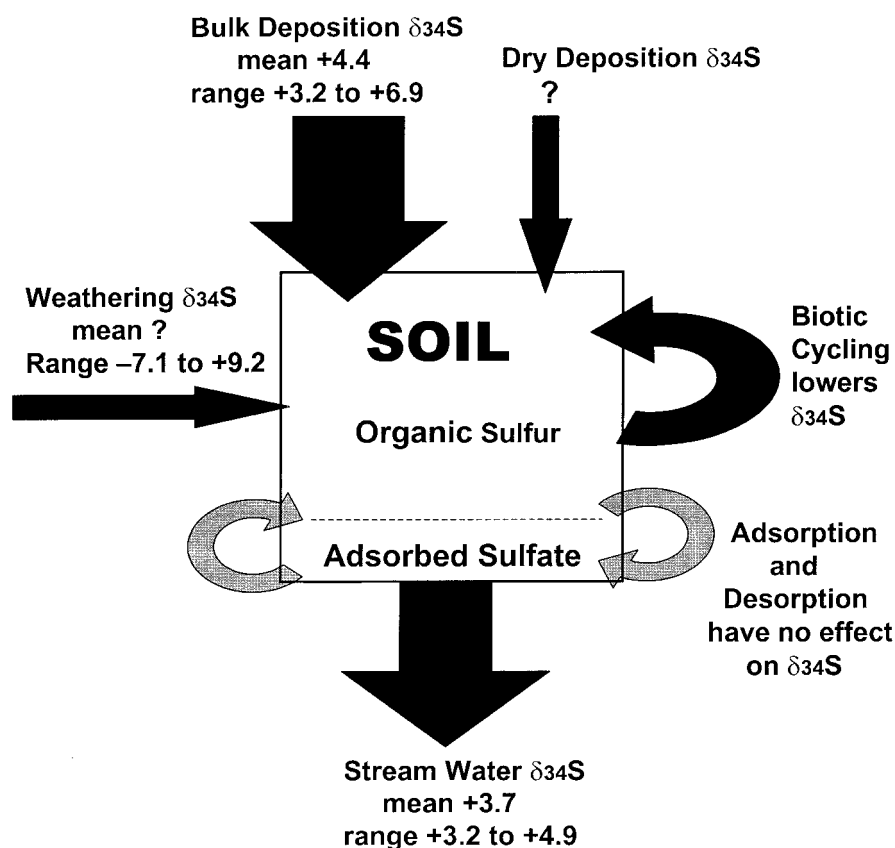 Bulk Deposition δ34S
mean +4.4
range +3.2 to +6.9
Dry Deposition δ34S
?
Weathering δ34S
mean ?
Range –7.1 to +9.2
SOIL
Organic Sulfur
Biotic
Cycling
lowers
δ34S
Adsorbed Sulfate
Adsorption
and
Desorption
have no effect
on δ34S
Stream Water δ34S
mean +3.7
range +3.2 to +4.9